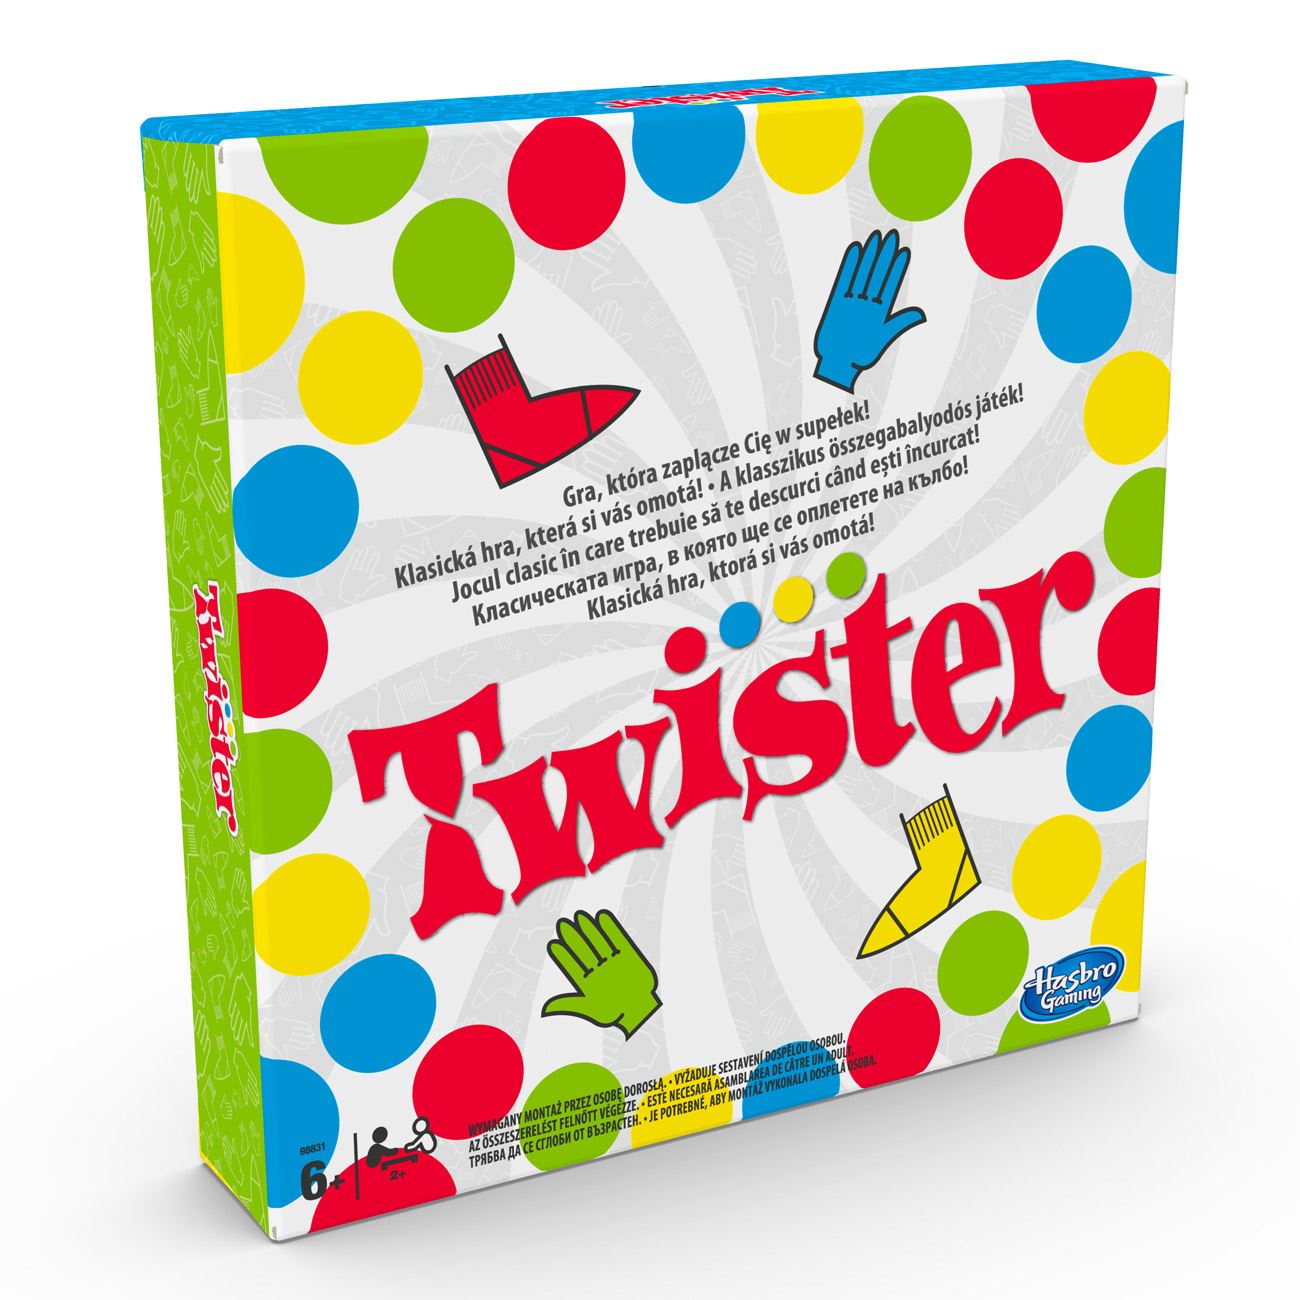 Twister
Gra, która zaplącze Cię w supełek!
Klasická hra, která si vás omotá! • A klasszikus összegabalyodós játék!
Jocul clasic în care trebuie să te descurci când ești încurcat!
Класическата игра, в която ще се оплетете на кълбо!
Klasická hra, ktorá si vás omotá!
Twister
Twister
Hasbro
Gaming
WYMAGANY MONTAŻ PRZEZ OSOBĘ DOROSŁĄ. • VYŽADUJE SESTAVENÍ DOSPĚLOU OSOBOU.
AZ ÖSSZESZERELÉST FELNŐTT VÉGEZZE. • ESTE NECESARĂ ASAMBLAREA DE CĂTRE UN ADULT.
ТРЯБВА ДА СЕ СГЛОБИ ОТ ВЪЗРАСТЕН. • JE POTREBNÉ, ABY MONTÁŽ VYKONALA DOSPELÁ OSOBA.
98831
6+
2+